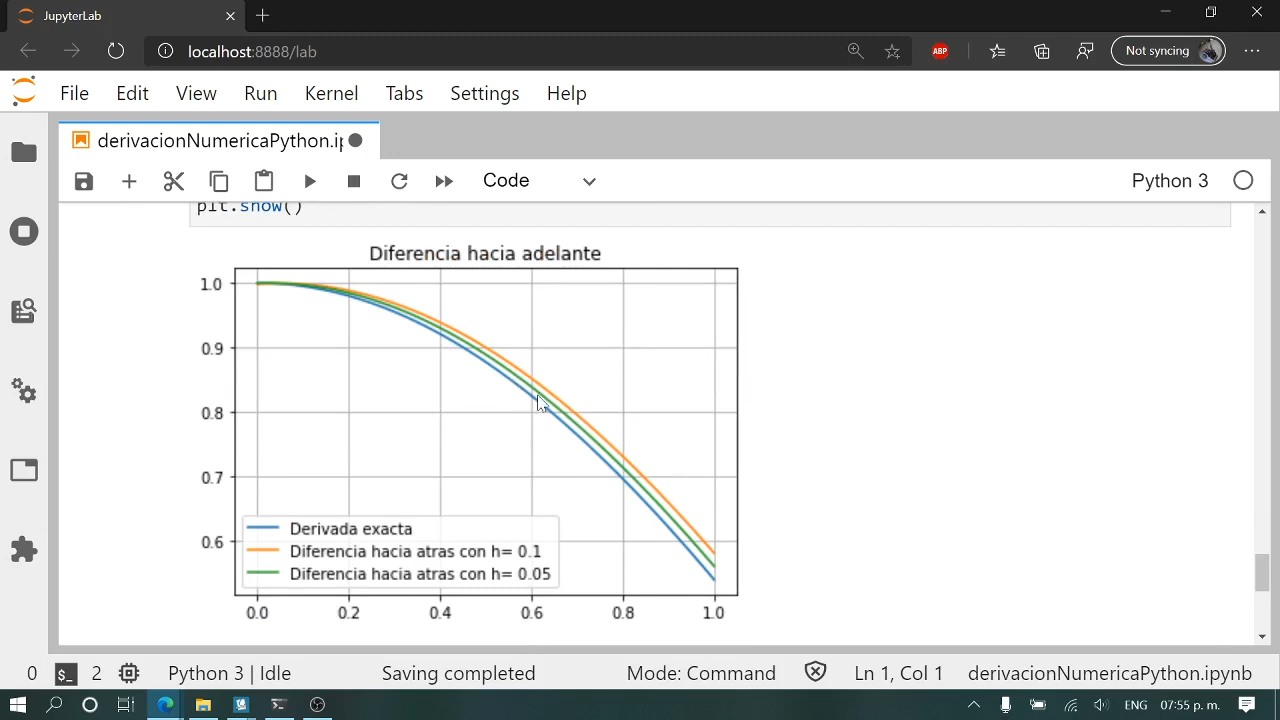 JupyterLab
localhost:8888/lab
ABP
Not syncing
File Edit View Run Kernel Tabs Settings Help
derivacionNumericaPython.ip
Code
Python 3
plt.show()
Diferencia hacia adelante
1.0
0.9
0.8
0.7
0.6
Derivada exacta
Diferencia hacia atras con h= 0.1
Diferencia hacia atras con h= 0.05
0.0 0.2 0.4 0.6 0.8 1.0
0 $_ 2 Python 3 | Idle Saving completed Mode: Command Ln 1, Col 1 derivacionNumericaPython.ipynb
ENG 07:55 p. m.